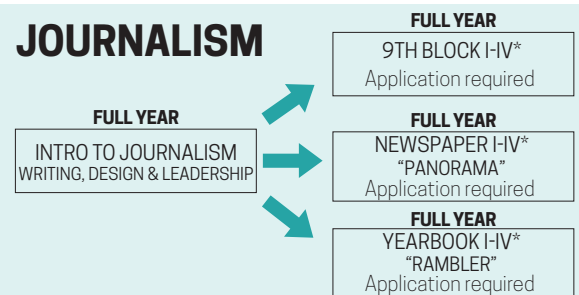 JOURNALISM
FULL YEAR
INTRO TO JOURNALISM
WRITING, DESIGN & LEADERSHIP
FULL YEAR
9TH BLOCK I-IV*
Application required
FULL YEAR
NEWSPAPER I-IV*
“PANORAMA”
Application required
FULL YEAR
YEARBOOK I-IV*
“RAMBLER”
Application required